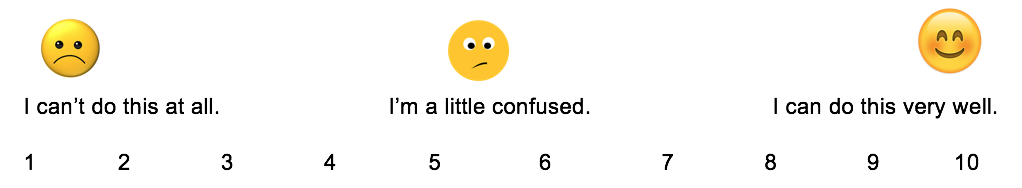 I can’t do this at all. I’m a little confused. I can do this very well.
1 2 3 4 5 6 7 8 9 10